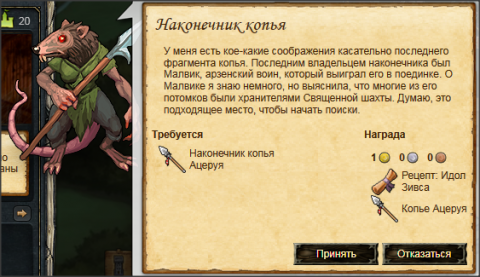 20
Наконечник копья
У меня есть кое-какие соображения касательно последнего
фрагмента копья. Последним владельцем наконечника был
Малвик, арзенский воин, который выиграл его в поединке. О
Малвике я знаю немного, но выяснила, что многие из его
потомков были хранителями Священной шахты. Думаю, это
подходящее место, чтобы начать поиски.
Требуется
Наконечник копья
Ацеруя
Награда
1 0 0
Рецепт: Идол
Зивса
Копье Ацеруя
Принять
Отказаться